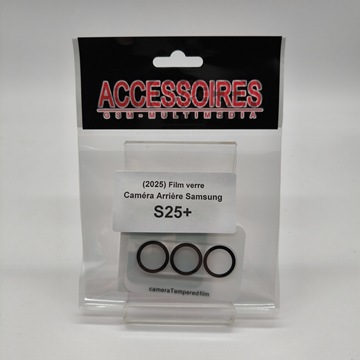 ACCESSOIRES
GSM-MULTIMEDIA
(2025) Film verre
Caméra Arrière Samsung
S25+
cameraTemperedfilm